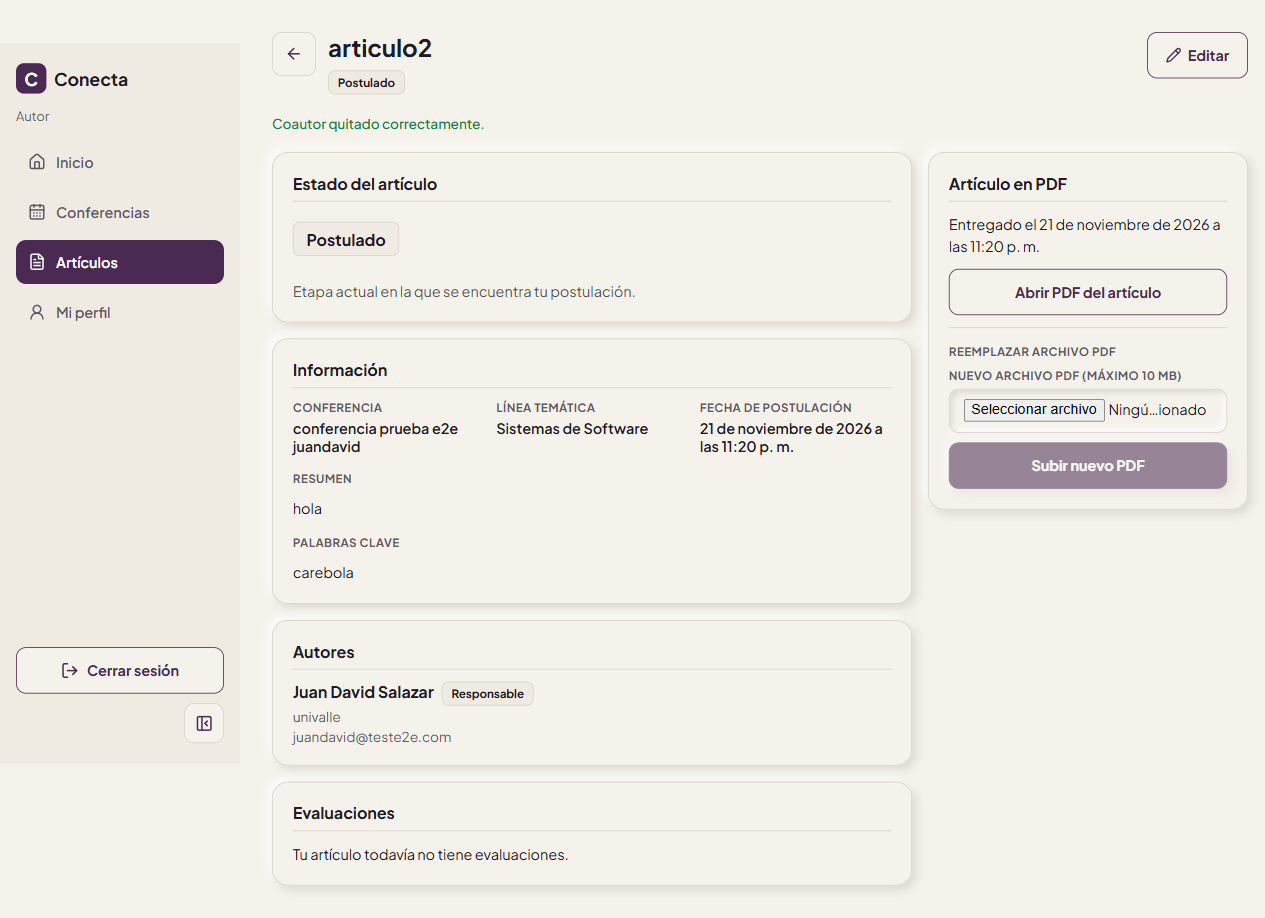 C Conecta
Autor
Inicio
Conferencias
Artículos
Mi perfil
Cerrar sesión
articulo2
Postulado
Editar
Coautor quitado correctamente.
Estado del artículo
Postulado
Etapa actual en la que se encuentra tu postulación.
Información
CONFERENCIA
conferencia prueba e2e
juandavid
LÍNEA TEMÁTICA
Sistemas de Software
FECHA DE POSTULACIÓN
21 de noviembre de 2026 a
las 11:20 p. m.
RESUMEN
hola
PALABRAS CLAVE
carebola
Autores
Juan David Salazar Responsable
univalle
juandavid@teste2e.com
Evaluaciones
Tu artículo todavía no tiene evaluaciones.
Artículo en PDF
Entregado el 21 de noviembre de 2026 a
las 11:20 p. m.
Abrir PDF del artículo
REEMPLAZAR ARCHIVO PDF
NUEVO ARCHIVO PDF (MÁXIMO 10 MB)
Seleccionar archivo Ningú...ionado
Subir nuevo PDF